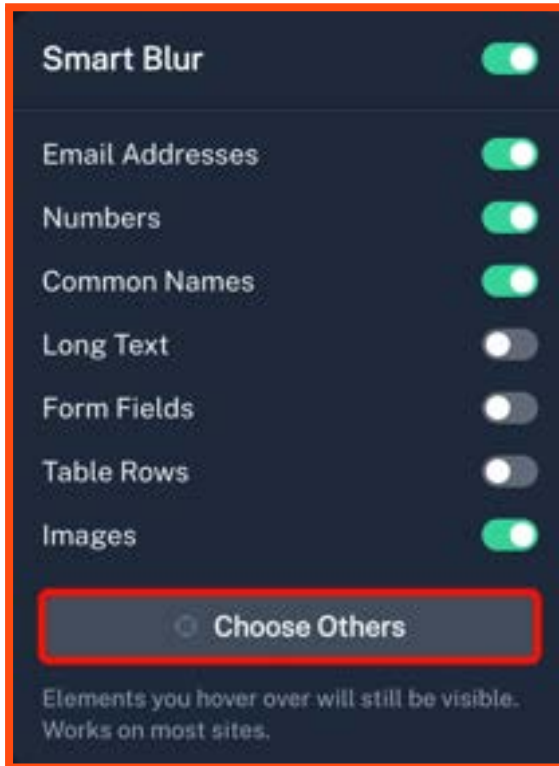 Smart Blur
Email Addresses
Numbers
Common Names
Long Text
Form Fields
Table Rows
Images
Choose Others
Elements you hover over will still be visible.
Works on most sites.